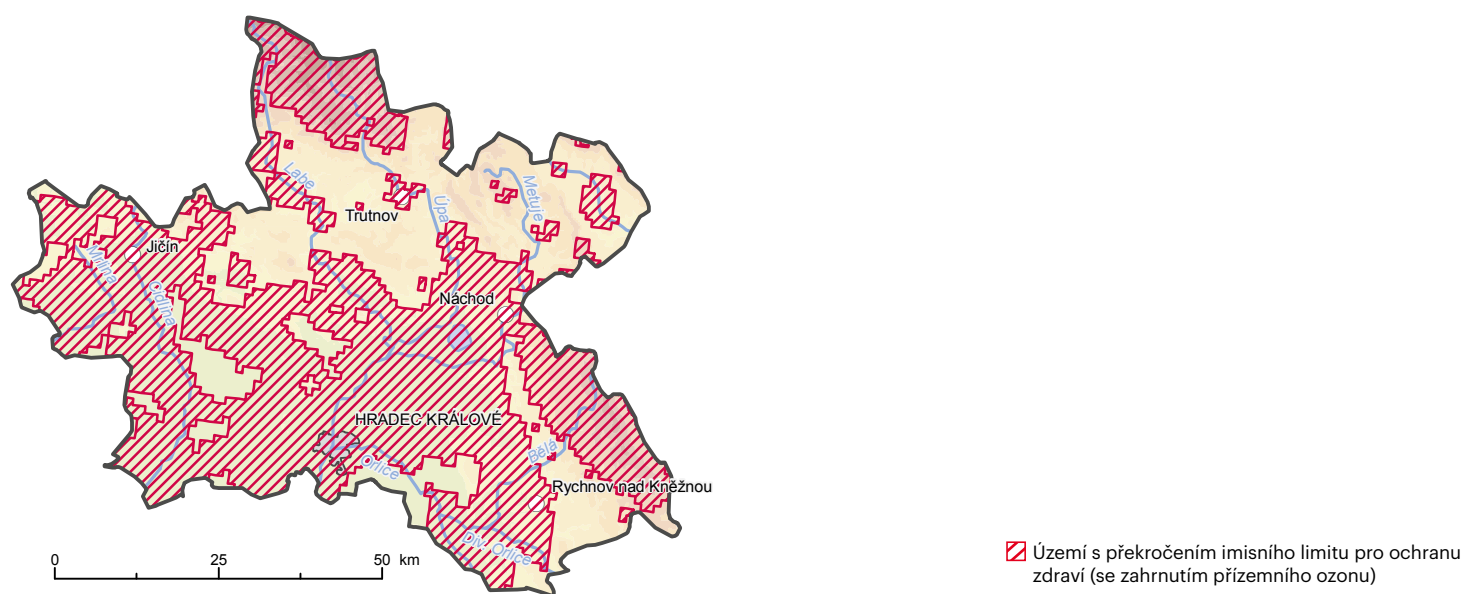 Labe
Trutnov
Úpa
Metuje
Jičín
Mrlina
Cidlina
Náchod
HRADEC KRÁLOVÉ
Orlice
Bělá
Rychnov nad Kněžnou
Div. Orlice
0 25 50 km
Území s překročením imisního limitu pro ochranu
zdraví (se zahrnutím přízemního ozonu)